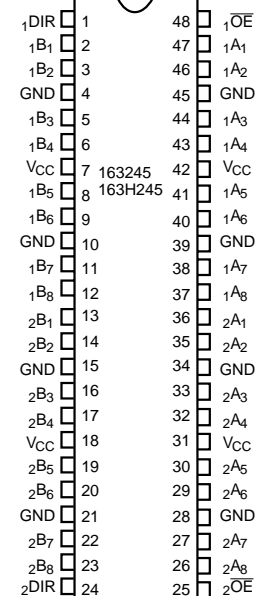 1DIR 1 48 1O̅E̅
1B1 2 47 1A1
1B2 3 46 1A2
GND 4 45 GND
1B3 5 44 1A3
1B4 6 43 1A4
VCC 7 163245 42 VCC
1B5 8 163H245 41 1A5
1B6 9 40 1A6
GND 10 39 GND
1B7 11 38 1A7
1B8 12 37 1A8
2B1 13 36 2A1
2B2 14 35 2A2
GND 15 34 GND
2B3 16 33 2A3
2B4 17 32 2A4
VCC 18 31 VCC
2B5 19 30 2A5
2B6 20 29 2A6
GND 21 28 GND
2B7 22 27 2A7
2B8 23 26 2A8
2DIR 24 25 2O̅E̅